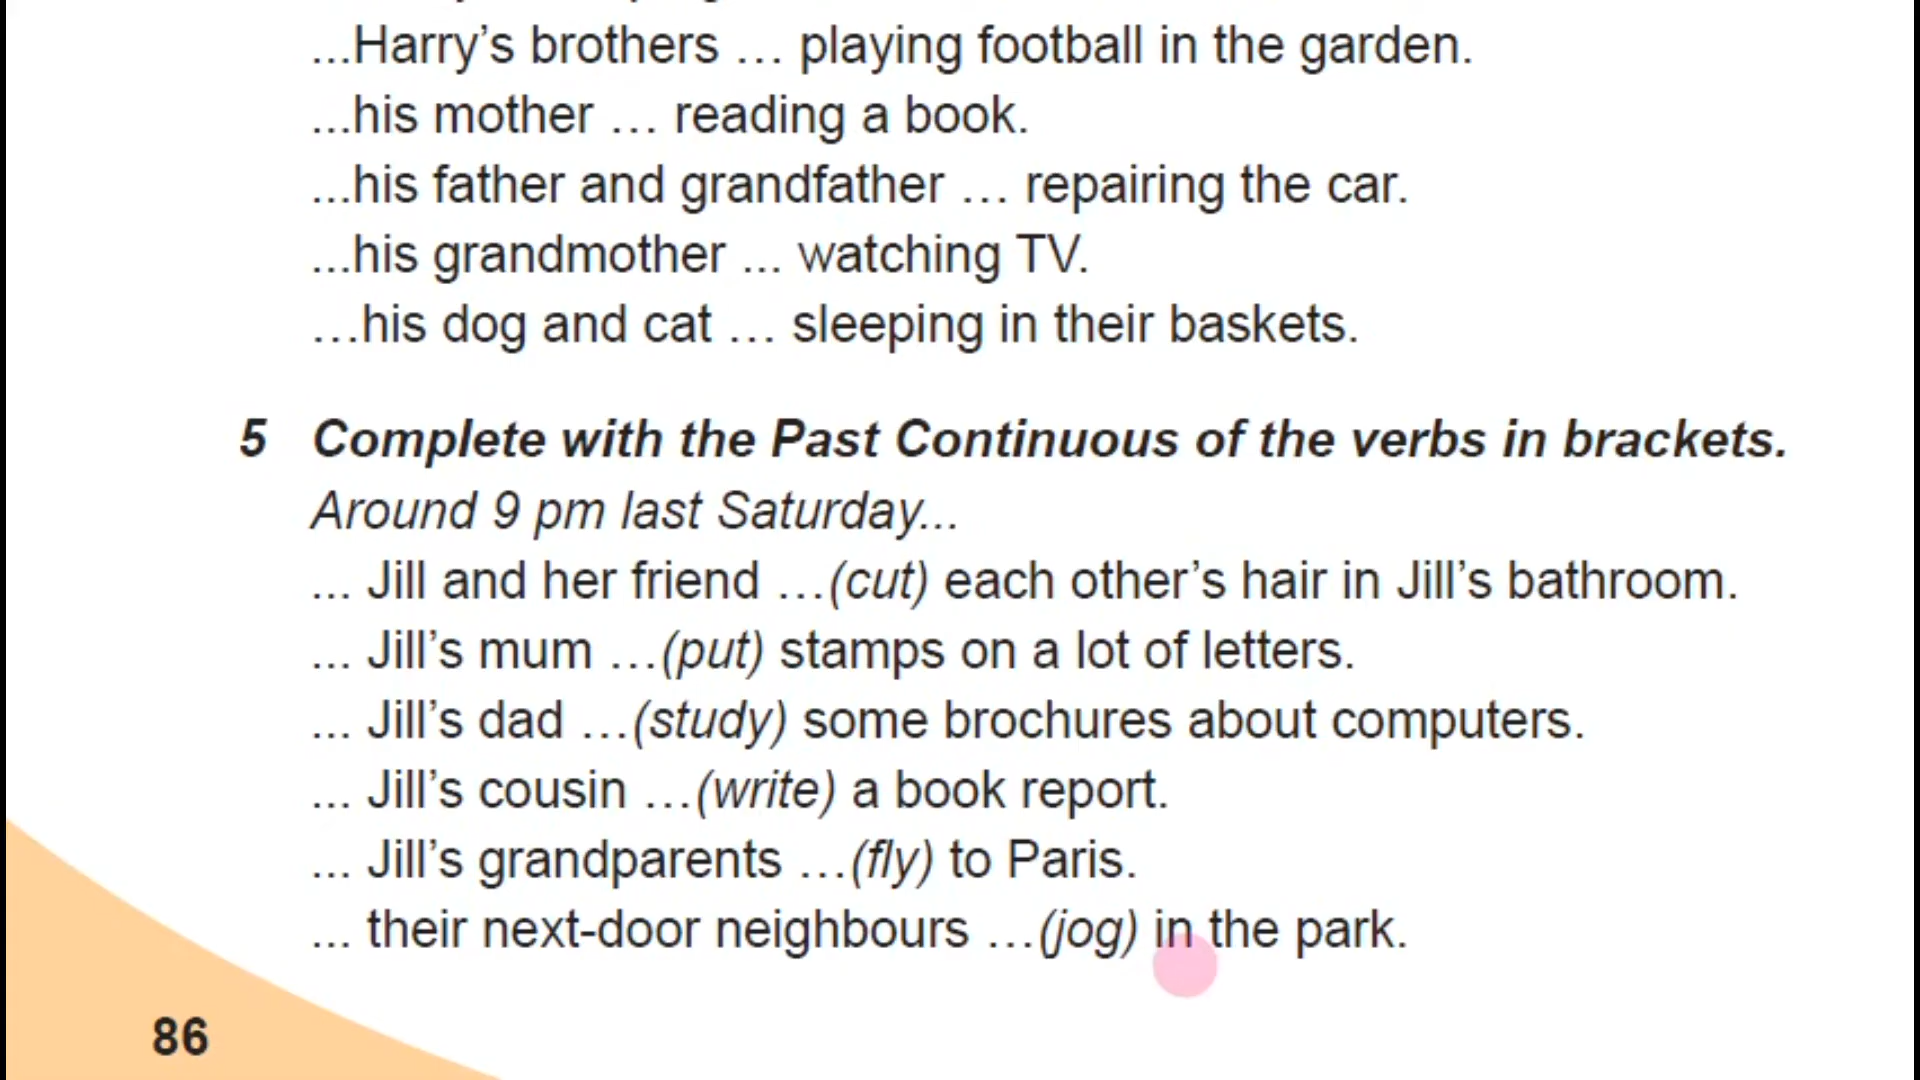 ...Harry’s brothers … playing football in the garden.
...his mother … reading a book.
...his father and grandfather … repairing the car.
...his grandmother ... watching TV.
…his dog and cat … sleeping in their baskets.
5 Complete with the Past Continuous of the verbs in brackets.
Around 9 pm last Saturday...
... Jill and her friend …(cut) each other’s hair in Jill’s bathroom.
... Jill’s mum …(put) stamps on a lot of letters.
... Jill’s dad …(study) some brochures about computers.
... Jill’s cousin …(write) a book report.
... Jill’s grandparents …(fly) to Paris.
... their next-door neighbours …(jog) in the park.
86